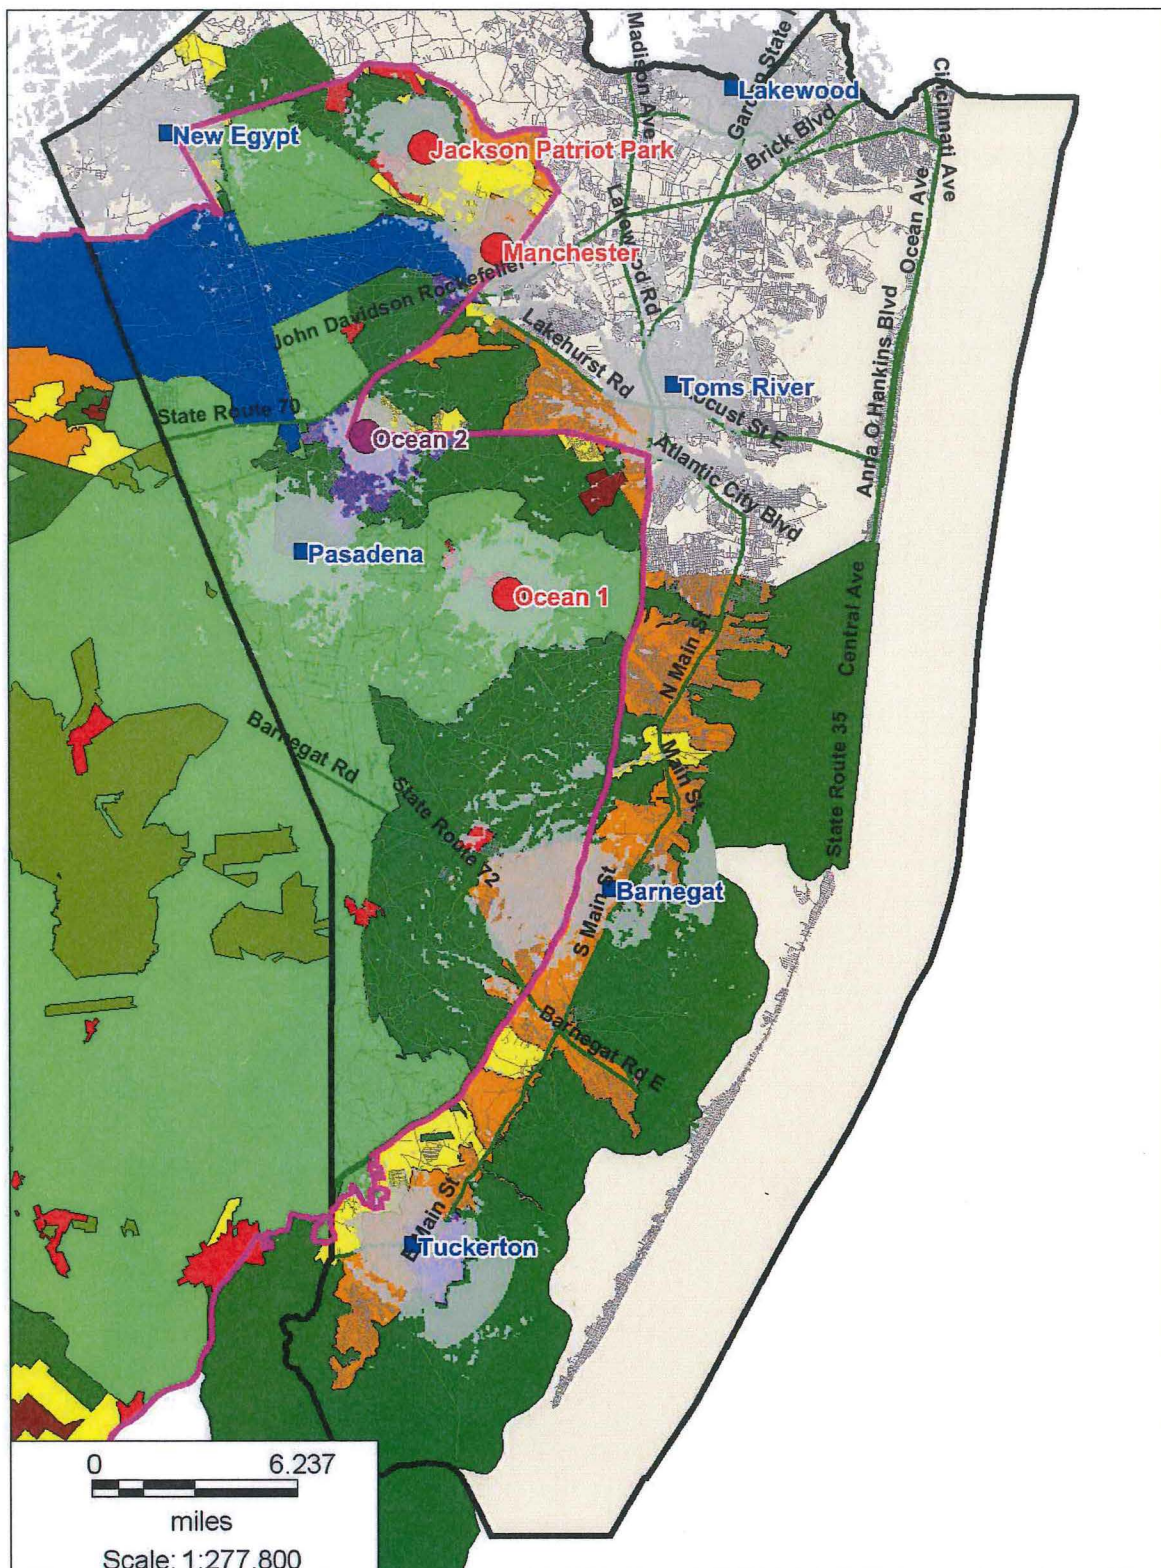 Madison Ave
Garden State
Cincinnati Ave
Lakewood
New Egypt
Brick Blvd
Jackson Patriot Park
Lakewood Rd
Ocean Ave
Manchester
John Davidson Rockefeller
Lakehurst Rd
Anna O Hankins Blvd
Toms River
State Route 70
Locust St E
Ocean 2
Atlantic City Blvd
Pasadena
Ocean 1
Central Ave
N Main St
Barnegat Rd
State Route 35
Main St
State Route 72
Barnegat
S Main St
Barnegat Rd E
E Main St
Tuckerton
0 6.237
miles
Scale: 1:277,800